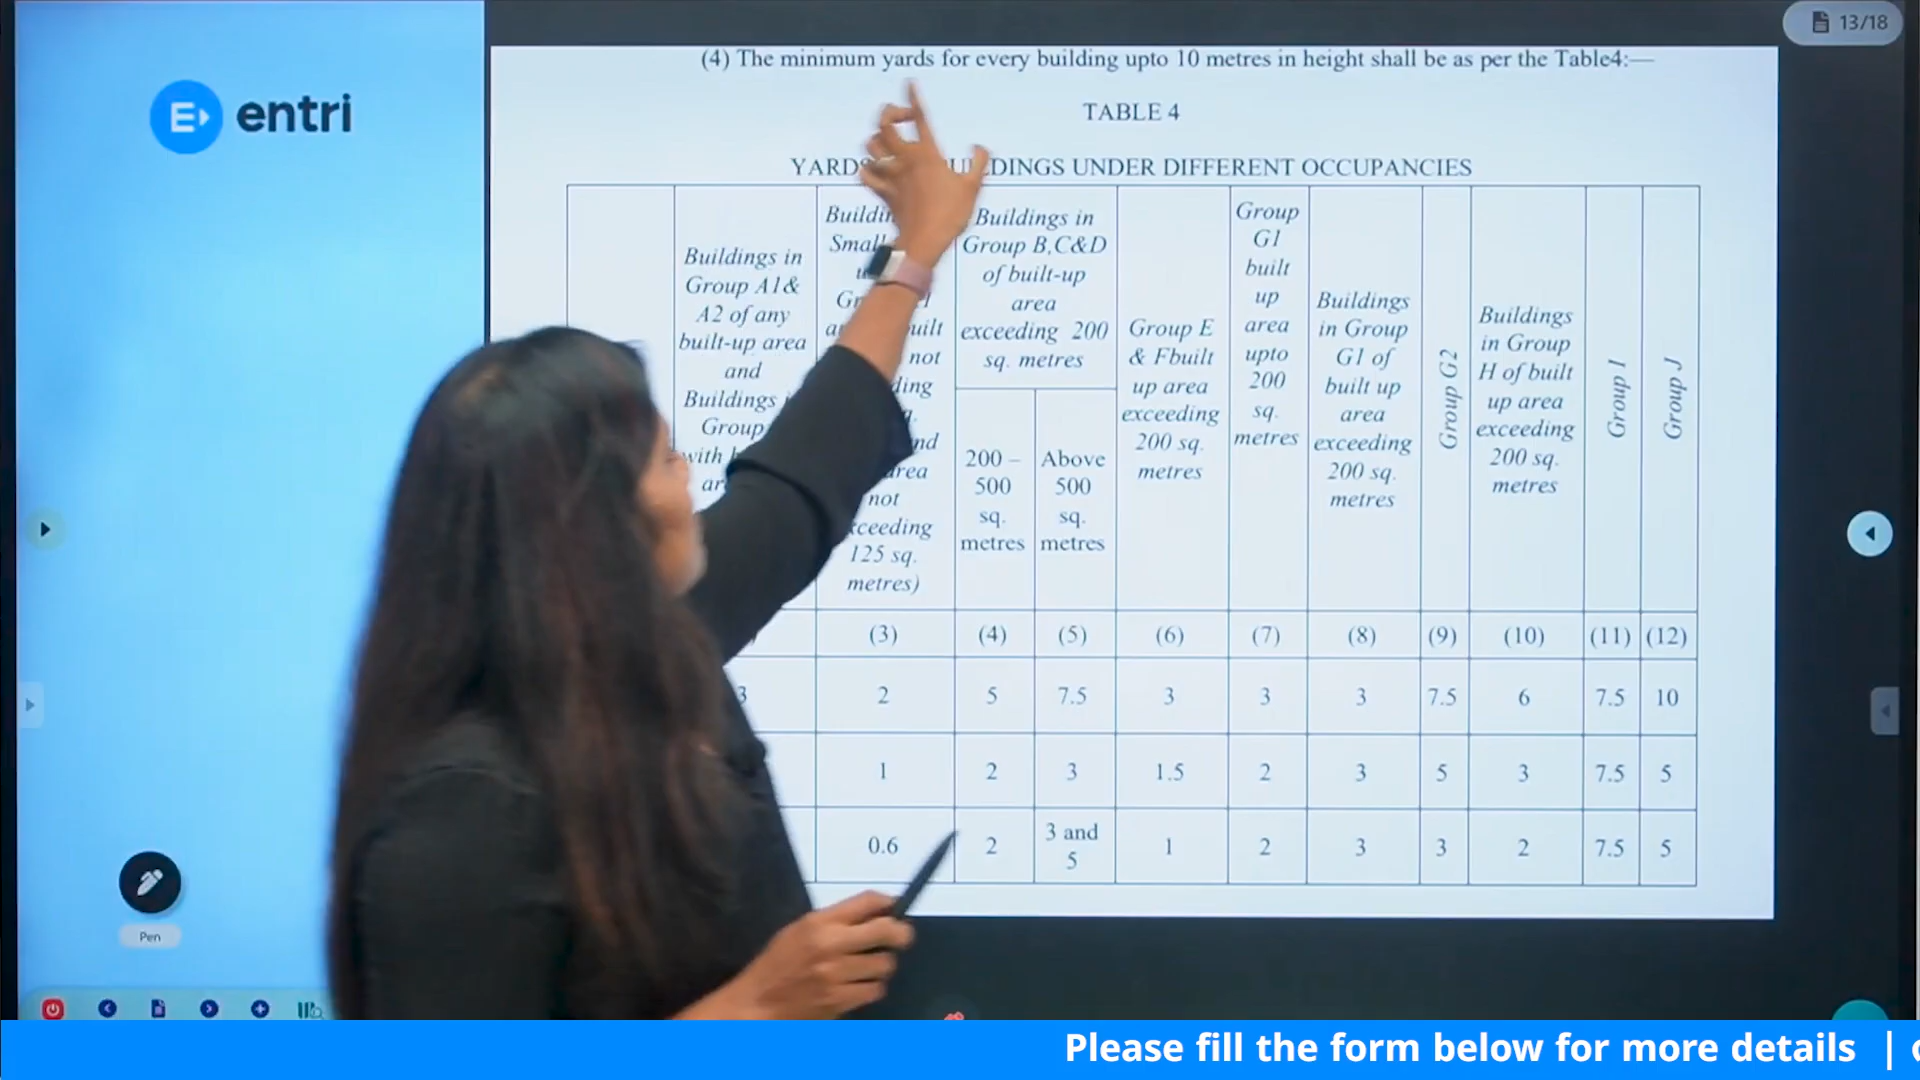 13/18
entri
(4) The minimum yards for every building upto 10 metres in height shall be as per the Table4:—
TABLE 4
YARDS DINGS UNDER DIFFERENT OCCUPANCIES
Buildings in
Group A1&
A2 of any
built-up area
and
Buildings
Group
with
Small
not
not
125 sq.
metres)
Buildings in
Group B,C&D
of built-up
area
exceeding 200
sq. metres
200 –
500
sq.
metres
Above
500
sq.
metres
Group E
& Fbuilt
up area
exceeding
200 sq.
metres
Group
G1
built
up
area
upto
200
sq.
metres
Buildings
in Group
G1 of
built up
area
exceeding
200 sq.
metres
Group G2
Buildings
in Group
H of built
up area
exceeding
200 sq.
metres
Group I
Group J
(3) (4) (5) (6) (7) (8) (9) (10) (11) (12)
3 2 5 7.5 3 3 3 7.5 6 7.5 10
1 2 3 1.5 2 3 5 3 7.5 5
0.6 2 3 and 5 1 2 3 3 2 7.5 5
Pen
Please fill the form below for more details |